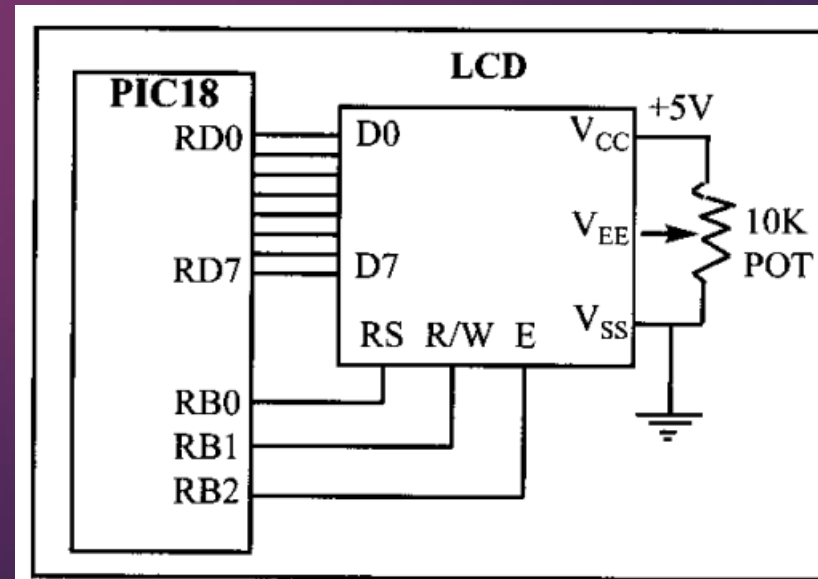 LCD
PIC18
RD0
D0
VCC
+5V
VEE
10K
POT
RD7
D7
VSS
RS R/W E
RB0
RB1
RB2